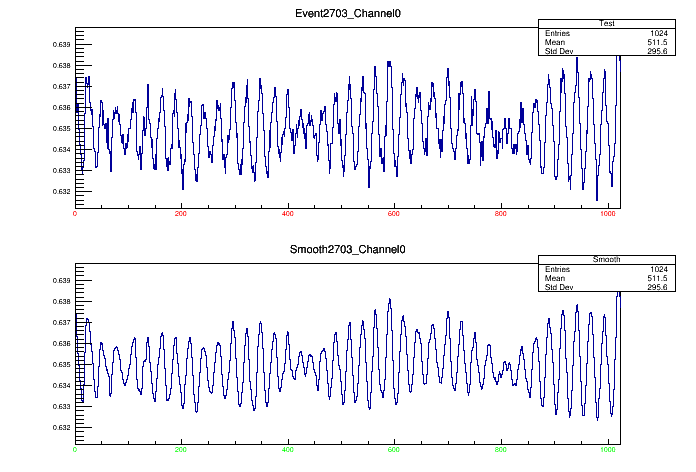 Event2703_Channel0
Test
Entries 1024
Mean 511.5
Std Dev 295.6
0.639
0.638
0.637
0.636
0.635
0.634
0.633
0.632
0 200 400 600 800 1000
Smooth2703_Channel0
Smooth
Entries 1024
Mean 511.5
Std Dev 295.6
0.639
0.638
0.637
0.636
0.635
0.634
0.633
0.632
0 200 400 600 800 1000